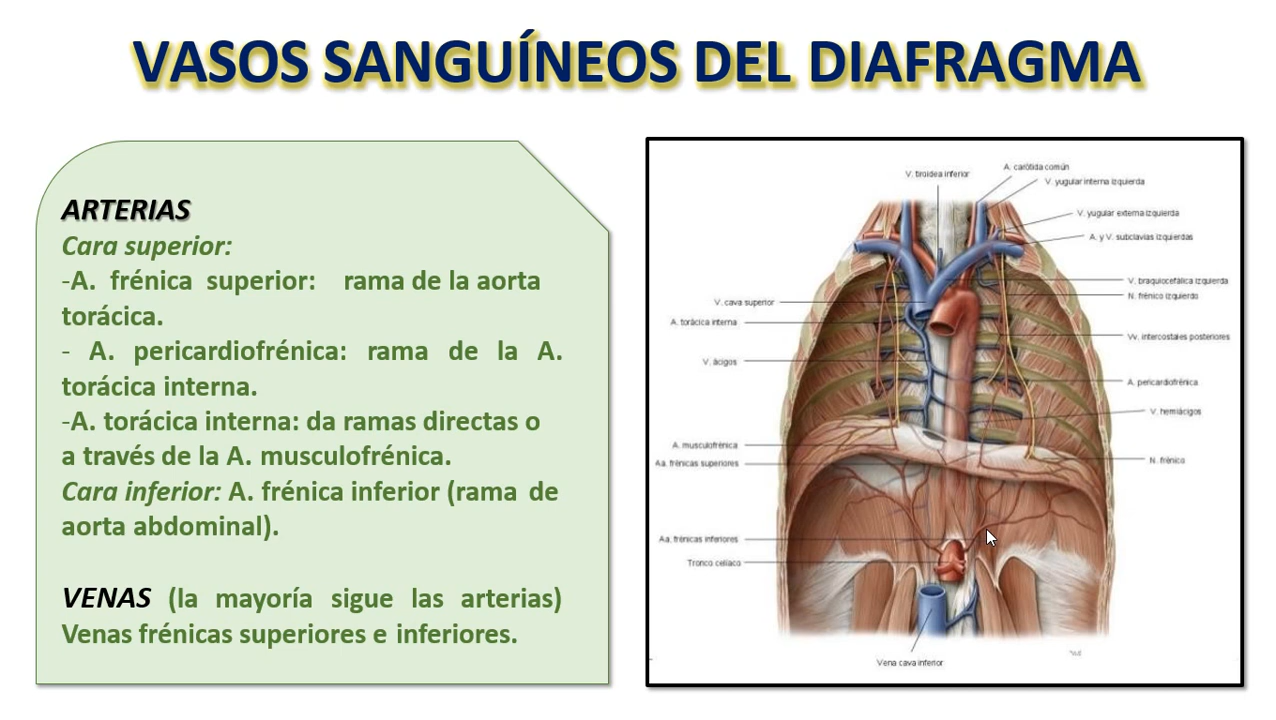 VASOS SANGUÍNEOS DEL DIAFRAGMA
ARTERIAS
Cara superior:
-A. frénica superior: rama de la aorta
torácica.
- A. pericardiofrénica: rama de la A.
torácica interna.
-A. torácica interna: da ramas directas o
a través de la A. musculofrénica.
Cara inferior: A. frénica inferior (rama de
aorta abdominal).
VENAS (la mayoría sigue las arterias)
Venas frénicas superiores e inferiores.
A. carótida común
V. tiroidea inferior
V. yugular interna izquierda
V. yugular externa izquierda
A. y V. subclavias izquierdas
V. braquiocefálica izquierda
N. frénico izquierdo
V. cava superior
A. torácica interna
Vv. intercostales posteriores
V. ácigos
A. pericardiofrénica
V. hemiácigos
A. musculofrénica
Aa. frénicas superiores
N. frénico
Aa. frénicas inferiores
Tronco celíaco
Vena cava inferior